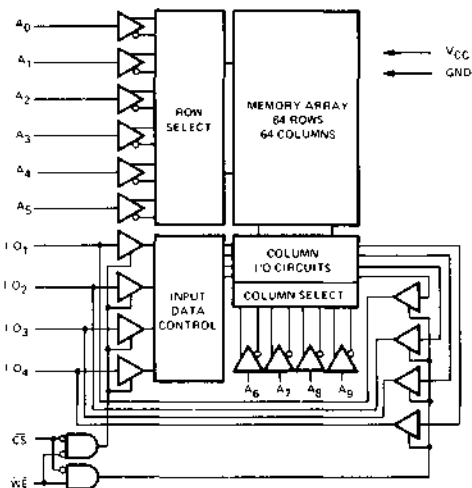 A0
A1
A2
A3
A4
A5
ROW
SELECT
MEMORY ARRAY
64 ROWS
64 COLUMNS
VCC
GND
I/O1
I/O2
I/O3
I/O4
INPUT
DATA
CONTROL
COLUMN
I/O CIRCUITS
COLUMN SELECT
A6
A7
A8
A9
CS
WE